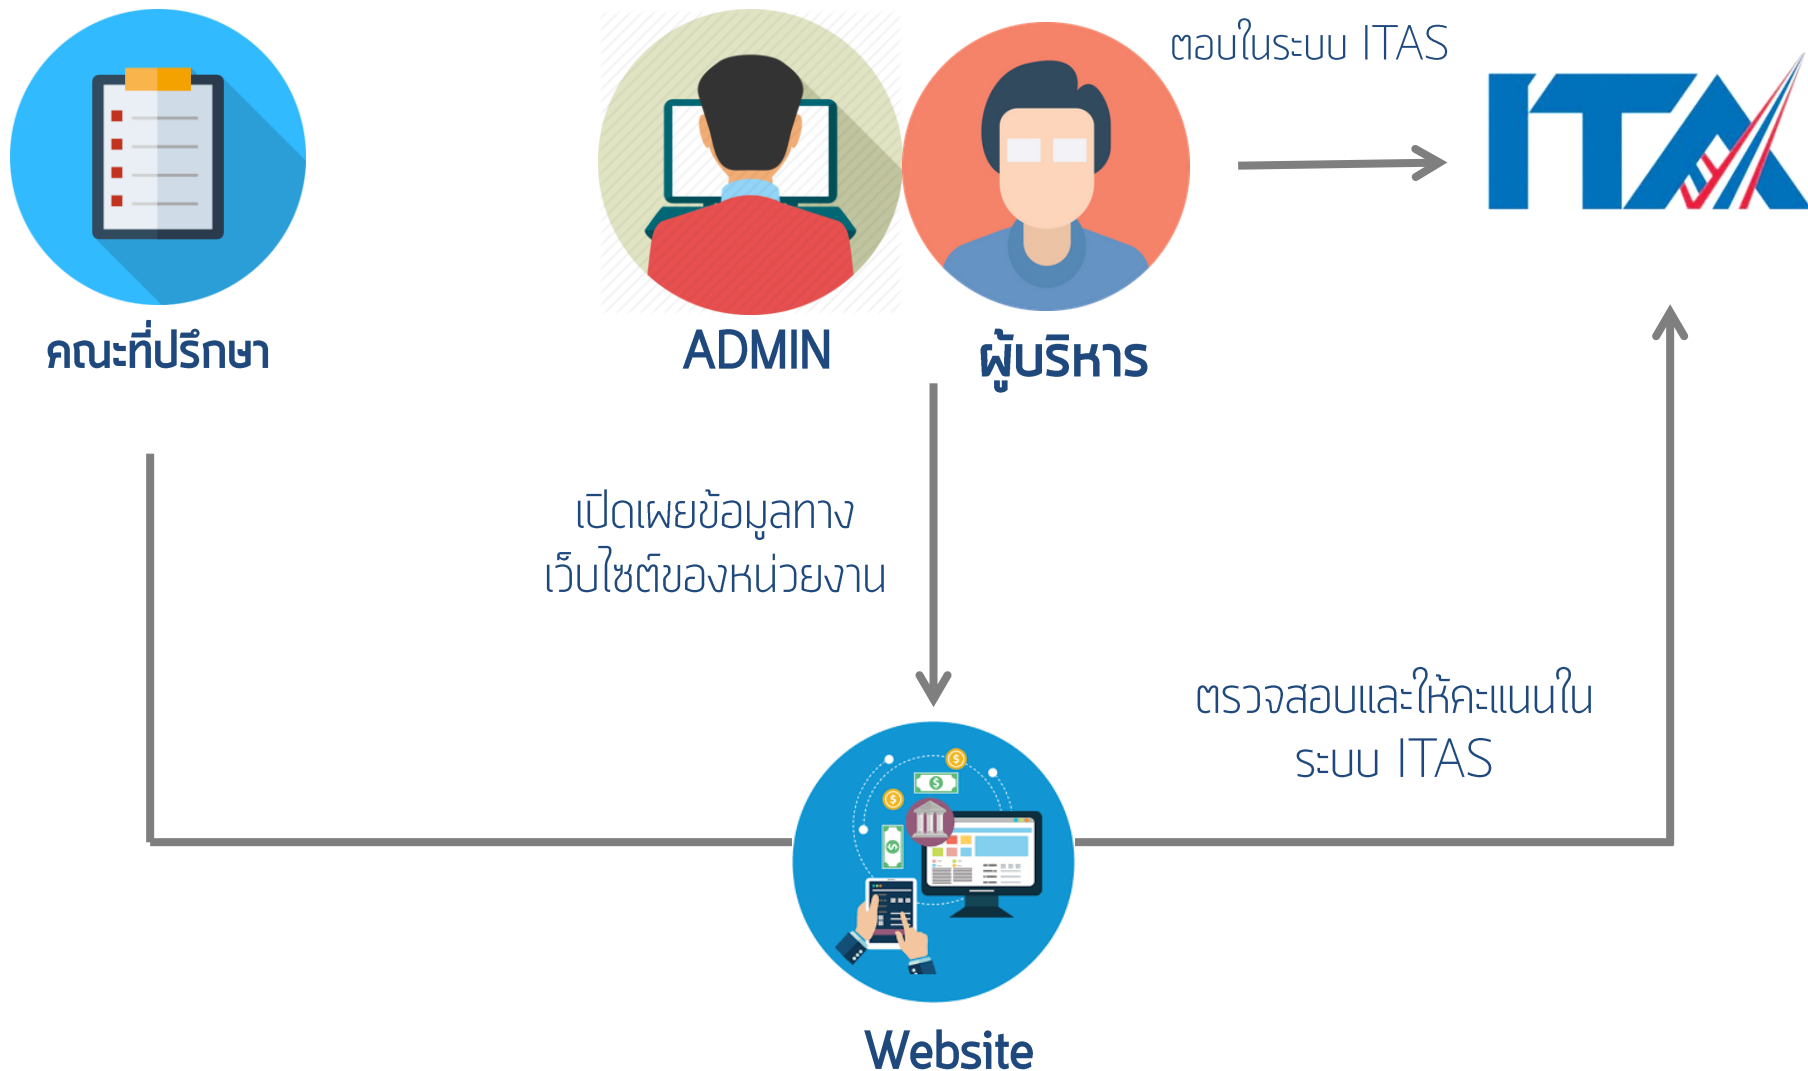 ตอบในระบบ ITAS
ITA
คณะที่ปรึกษา
ADMIN
ผู้บริหาร
เปิดเผยข้อมูลทาง
เว็บไซต์ของหน่วยงาน
ตรวจสอบและให้คะแนนใน
ระบบ ITAS
Website